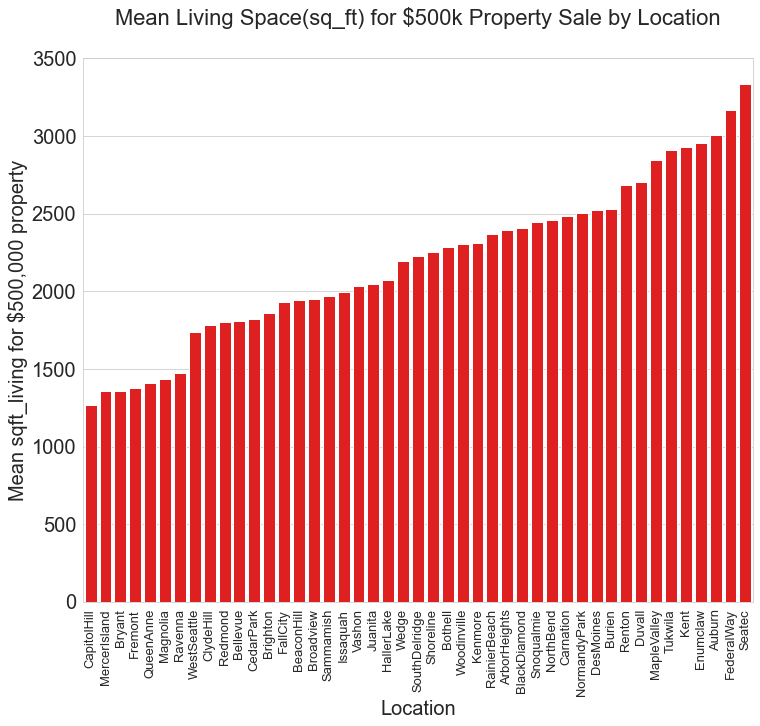 Mean Living Space(sq_ft) for $500k Property Sale by Location
Mean sqft_living for $500,000 property
3500
3000
2500
2000
1500
1000
500
0
CapitolHill
MercerIsland
Bryant
Fremont
QueenAnne
Magnolia
Ravenna
WestSeattle
ClydeHill
Redmond
Bellevue
CedarPark
Brighton
FallCity
BeaconHill
Broadview
Sammamish
Issaquah
Vashon
Juanita
HallerLake
Wedge
SouthDelridge
Shoreline
Bothell
Woodinville
Kenmore
RainierBeach
ArborHeights
BlackDiamond
Snoqualmie
NorthBend
Carnation
NormandyPark
DesMoines
Burien
Renton
Duvall
MapleValley
Tukwila
Kent
Enumclaw
Auburn
FederalWay
Seatec
Location